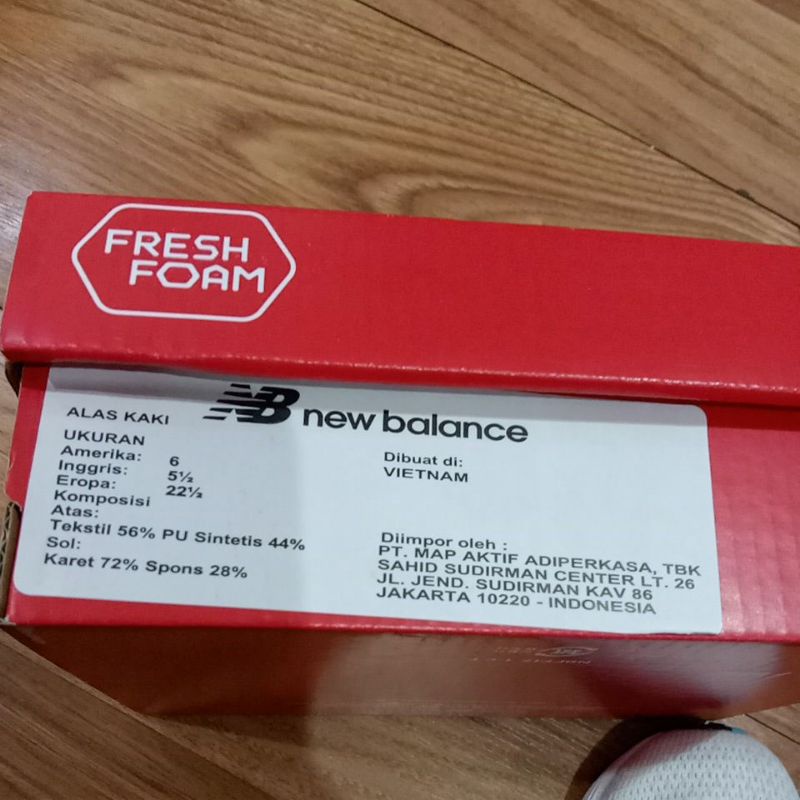 FRESH
FOAM
NB new balance
ALAS KAKI
UKURAN
Amerika: 6
Inggris: 5½
Eropa: 22½
Komposisi
Atas:
Tekstil 56% PU Sintetis 44%
Sol:
Karet 72% Spons 28%
Dibuat di:
VIETNAM
Diimpor oleh :
PT. MAP AKTIF ADIPERKASA, TBK
SAHID SUDIRMAN CENTER LT. 26
JL. JEND. SUDIRMAN KAV 86
JAKARTA 10220 - INDONESIA